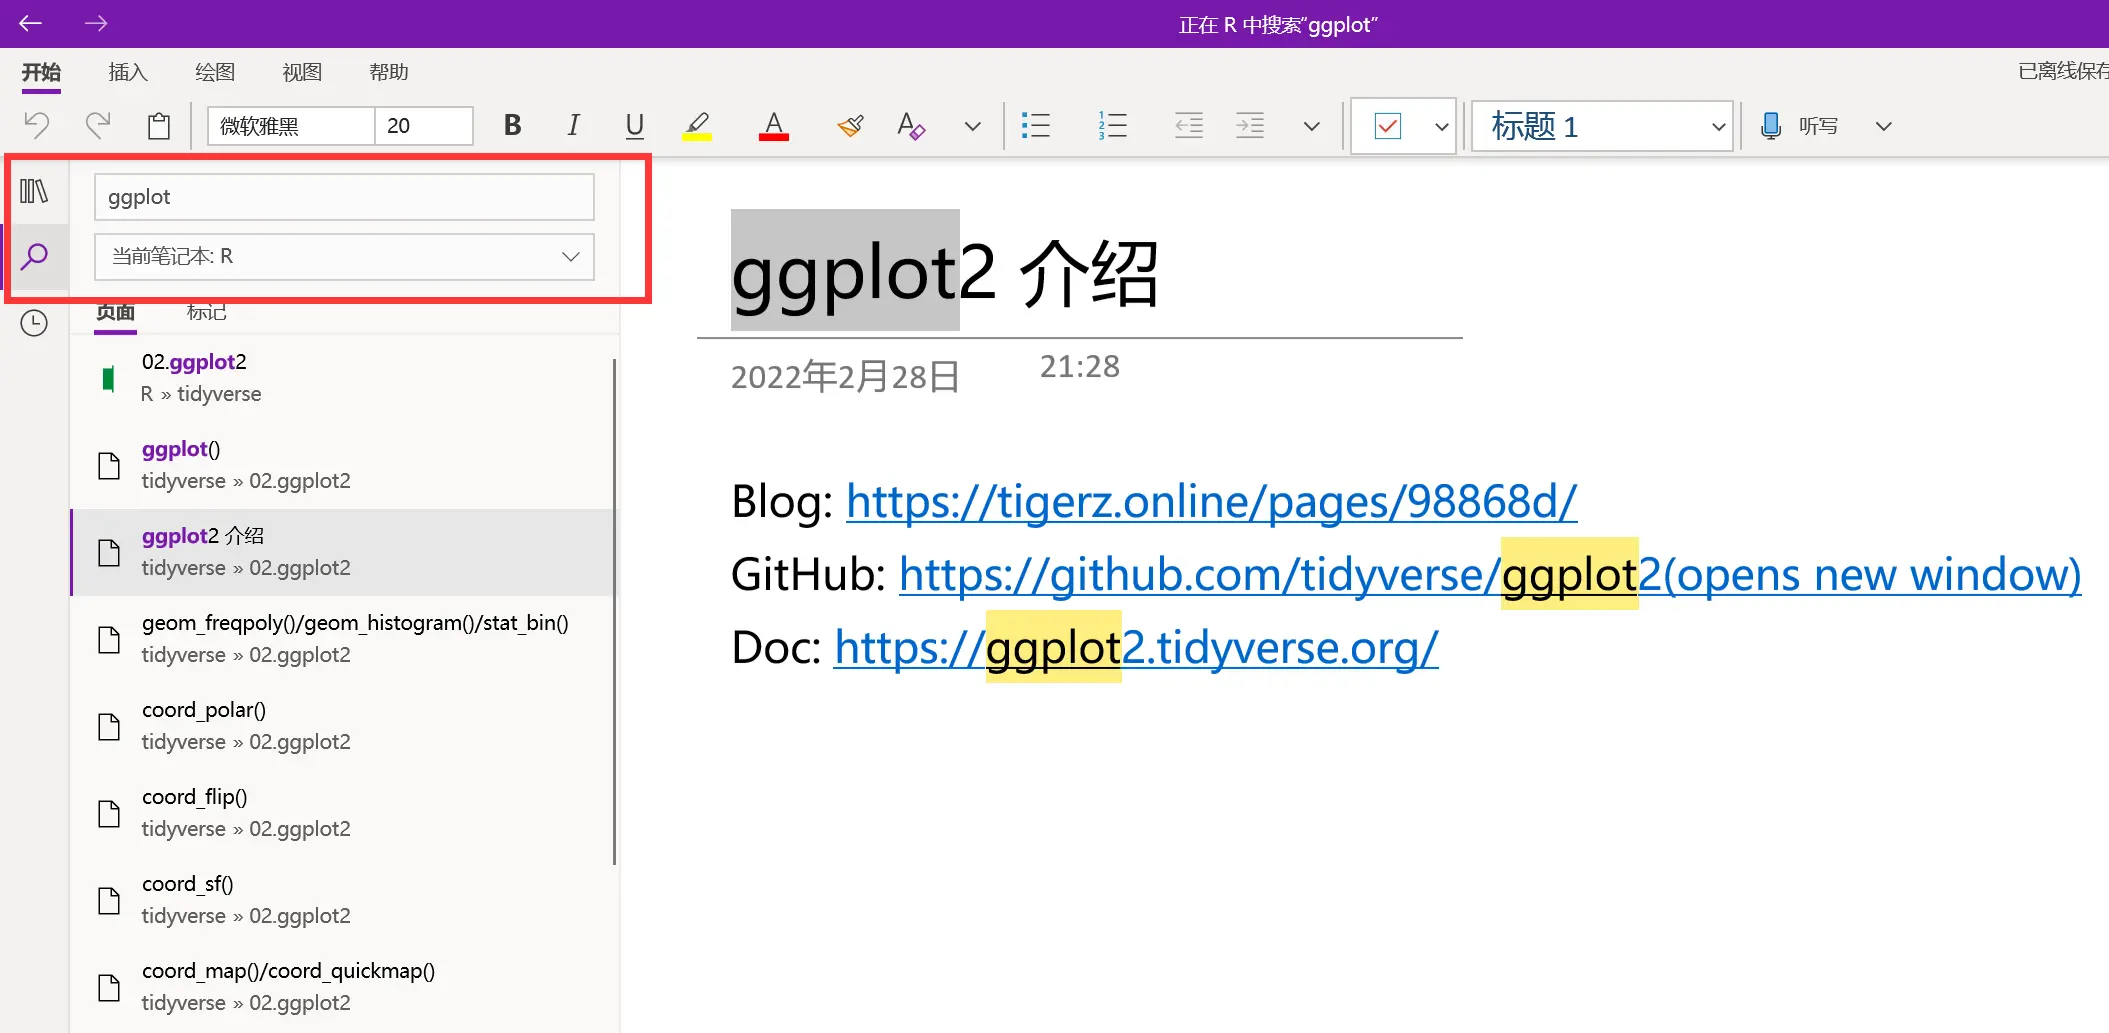 正在 R 中搜索“ggplot”
开始 插入 绘图 视图 帮助
已离线保存
微软雅黑 20 B I U A A 标题 1 听写
ggplot
当前笔记本: R
页面 标记
02.ggplot2
R » tidyverse
ggplot()
tidyverse » 02.ggplot2
ggplot2 介绍
tidyverse » 02.ggplot2
geom_freqpoly()/geom_histogram()/stat_bin()
tidyverse » 02.ggplot2
coord_polar()
tidyverse » 02.ggplot2
coord_flip()
tidyverse » 02.ggplot2
coord_sf()
tidyverse » 02.ggplot2
coord_map()/coord_quickmap()
tidyverse » 02.ggplot2
ggplot2 介绍
2022年2月28日 21:28
Blog: https://tigerz.online/pages/98868d/
GitHub: https://github.com/tidyverse/ggplot2(opens new window)
Doc: https://ggplot2.tidyverse.org/